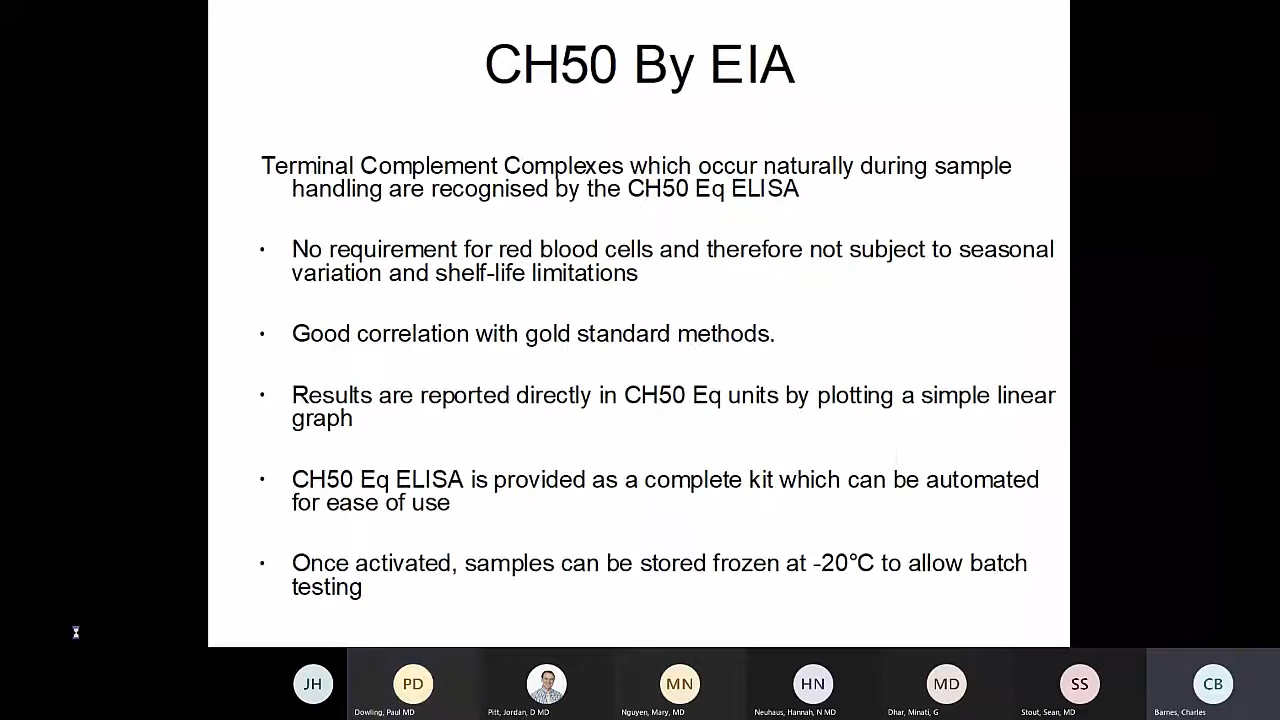 CH50 By EIA
Terminal Complement Complexes which occur naturally during sample
handling are recognised by the CH50 Eq ELISA
• No requirement for red blood cells and therefore not subject to seasonal
variation and shelf-life limitations
• Good correlation with gold standard methods.
• Results are reported directly in CH50 Eq units by plotting a simple linear
graph
• CH50 Eq ELISA is provided as a complete kit which can be automated
for ease of use
• Once activated, samples can be stored frozen at -20°C to allow batch
testing
JH PD MN HN MD SS CB
Dowling, Paul MD Pitt, Jordan, D MD Nguyen, Mary, MD Neuhaus, Hannah, N MD Dhar, Minati, G Stout, Sean, MD Barnes, Charles